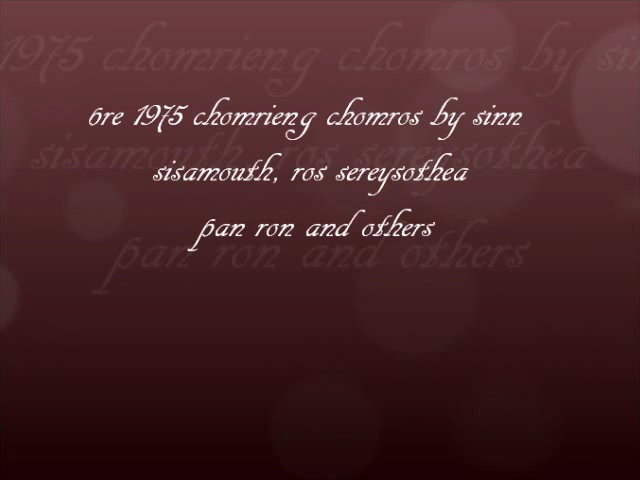 6re 1975 chomrieng chomros by sinn
sisamouth, ros sereysothea
pan ron and others